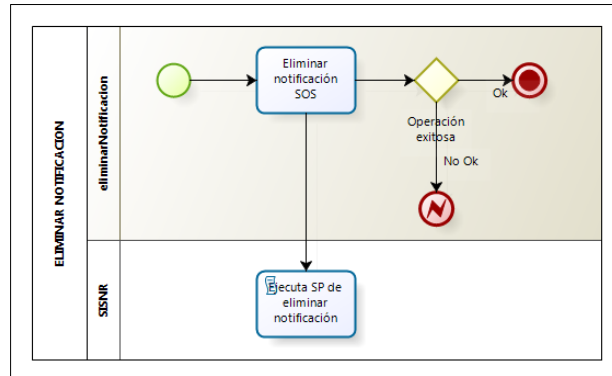 ELIMINAR NOTIFICACION
eliminarNotificacion
Eliminar
notificación
SOS
Operación
exitosa
Ok
No Ok
SISNR
Ejecuta SP de
eliminar
notificación